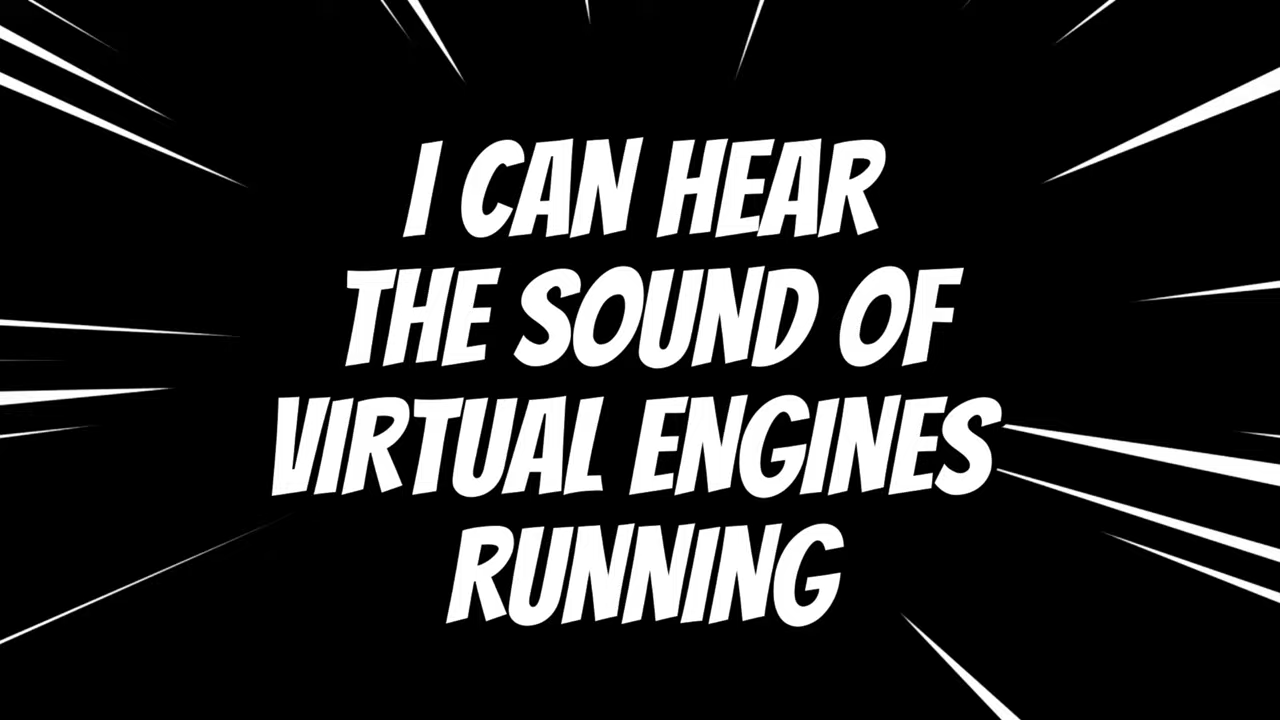 I CAN HEAR
THE SOUND OF
VIRTUAL ENGINES
RUNNING